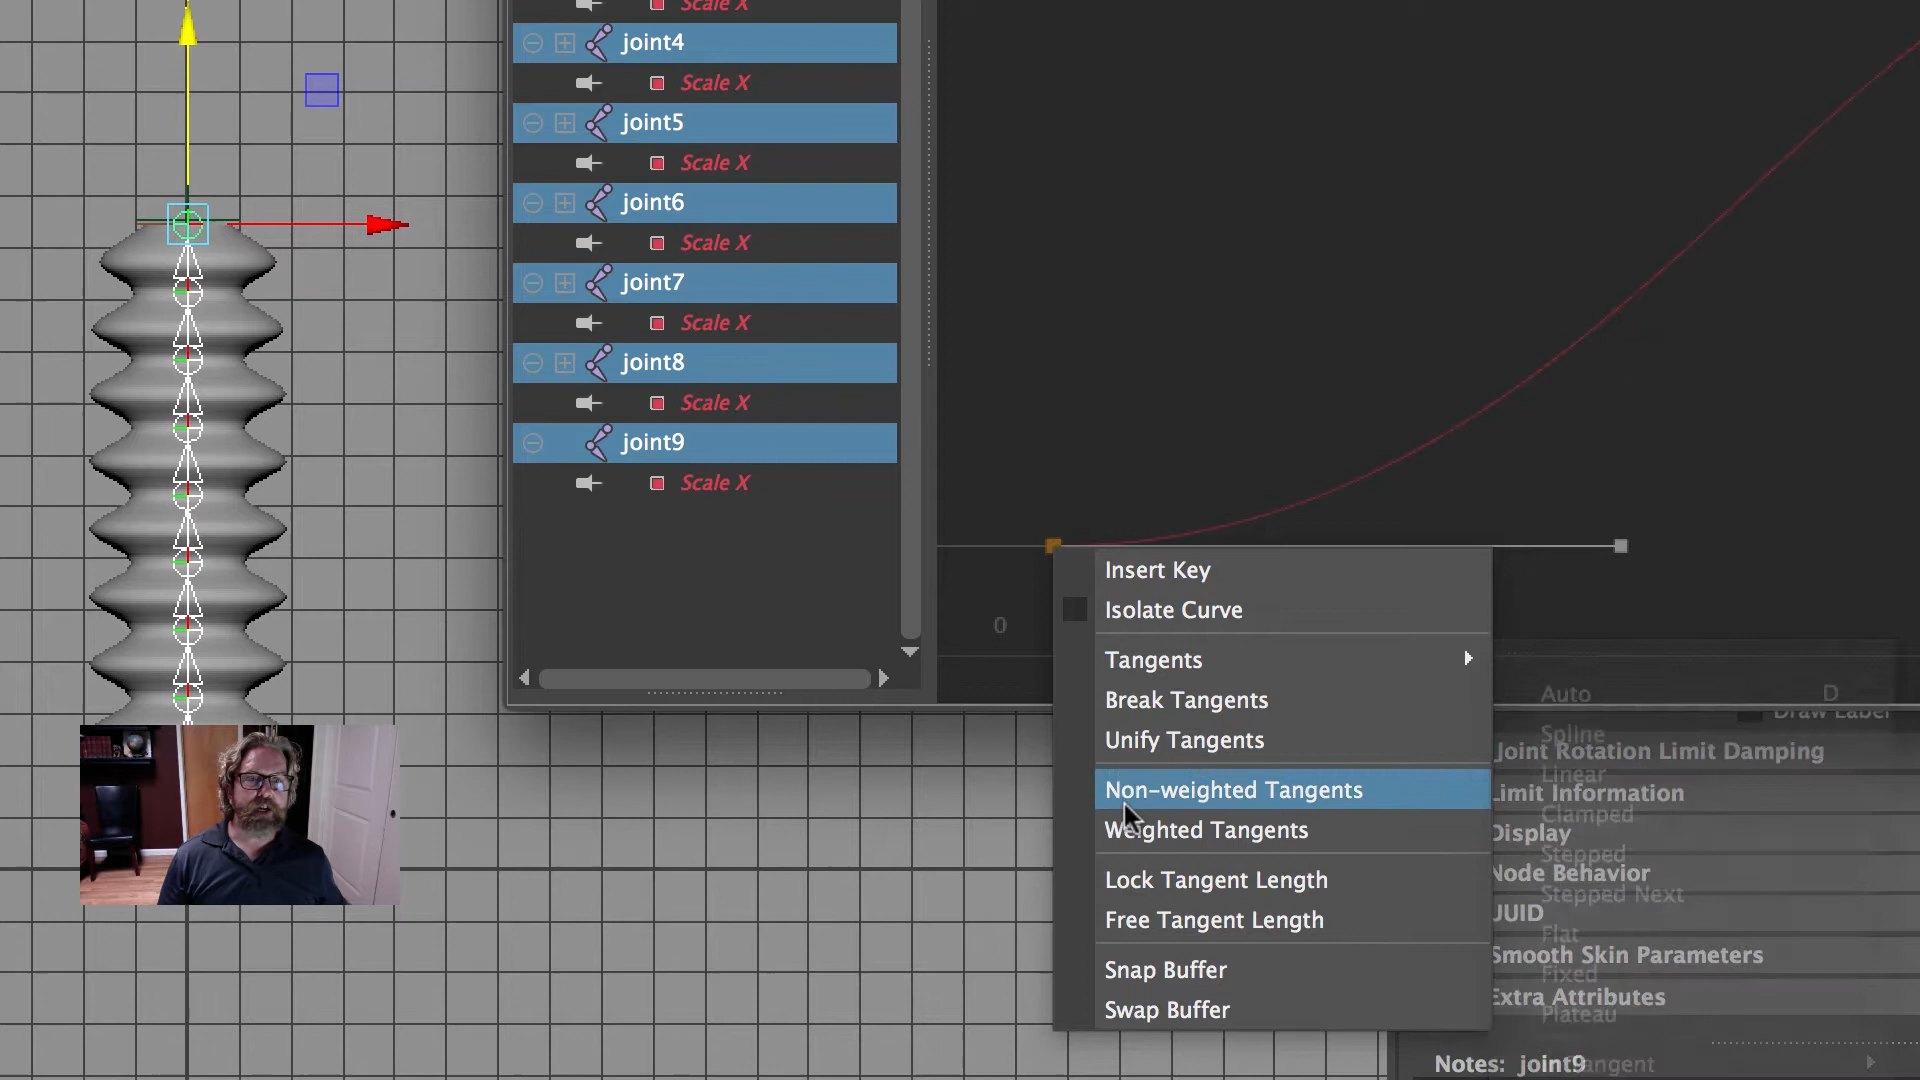 Scale X
joint4
Scale X
joint5
Scale X
joint6
Scale X
joint7
Scale X
joint8
Scale X
joint9
Scale X
0
Insert Key
Isolate Curve
Tangents
Break Tangents
Unify Tangents
Non-weighted Tangents
Weighted Tangents
Lock Tangent Length
Free Tangent Length
Snap Buffer
Swap Buffer
Auto D
Draw Label
Spline
Joint Rotation Limit Damping
Linear
Limit Information
Clamped
Display
Stepped
Node Behavior
Stepped Next
UUID
Flat
Smooth Skin Parameters
Fixed
Extra Attributes
Plateau
Notes: joint9